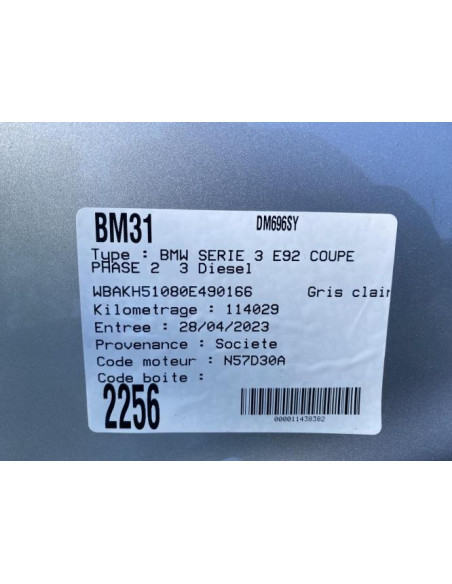 BM31 DM696SY
Type : BMW SERIE 3 E92 COUPE
PHASE 2 3 Diesel
WBAKH51080E490166 Gris clair
Kilometrage : 114029
Entree : 28/04/2023
Provenance : Societe
Code moteur : N57D30A
Code boite :
2256
000011438382